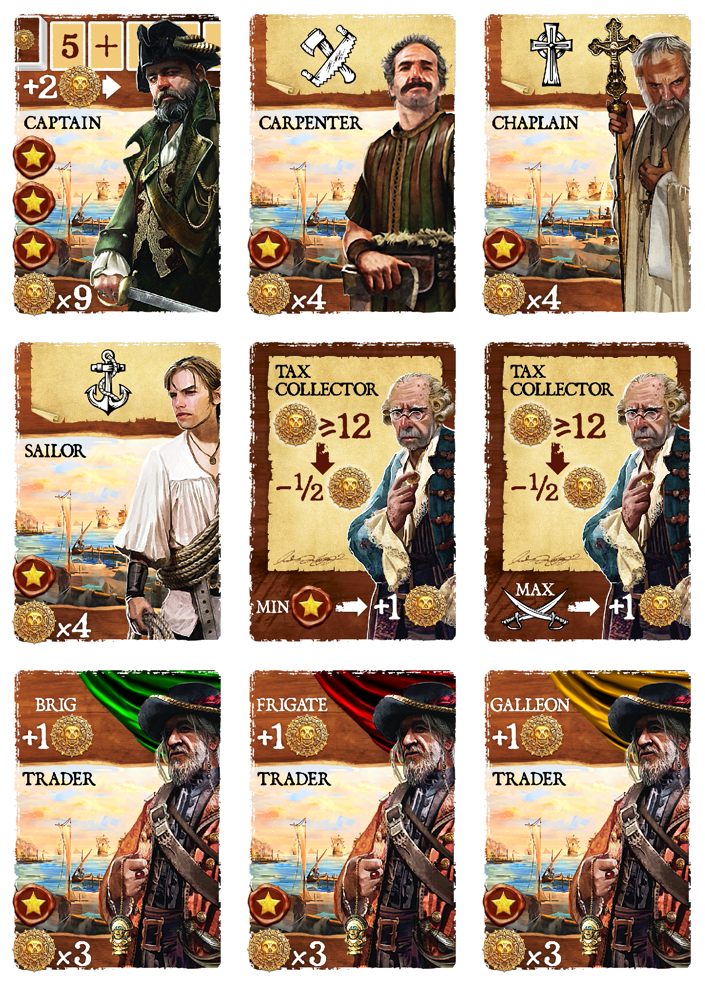 5 +
+2
CAPTAIN
×9
CARPENTER
×4
CHAPLAIN
×4
SAILOR
×4
TAX
COLLECTOR
≥12
-1/2
MIN +1
TAX
COLLECTOR
≥12
-1/2
MAX
+1
BRIG
+1
TRADER
×3
FRIGATE
+1
TRADER
×3
GALLEON
+1
TRADER
×3